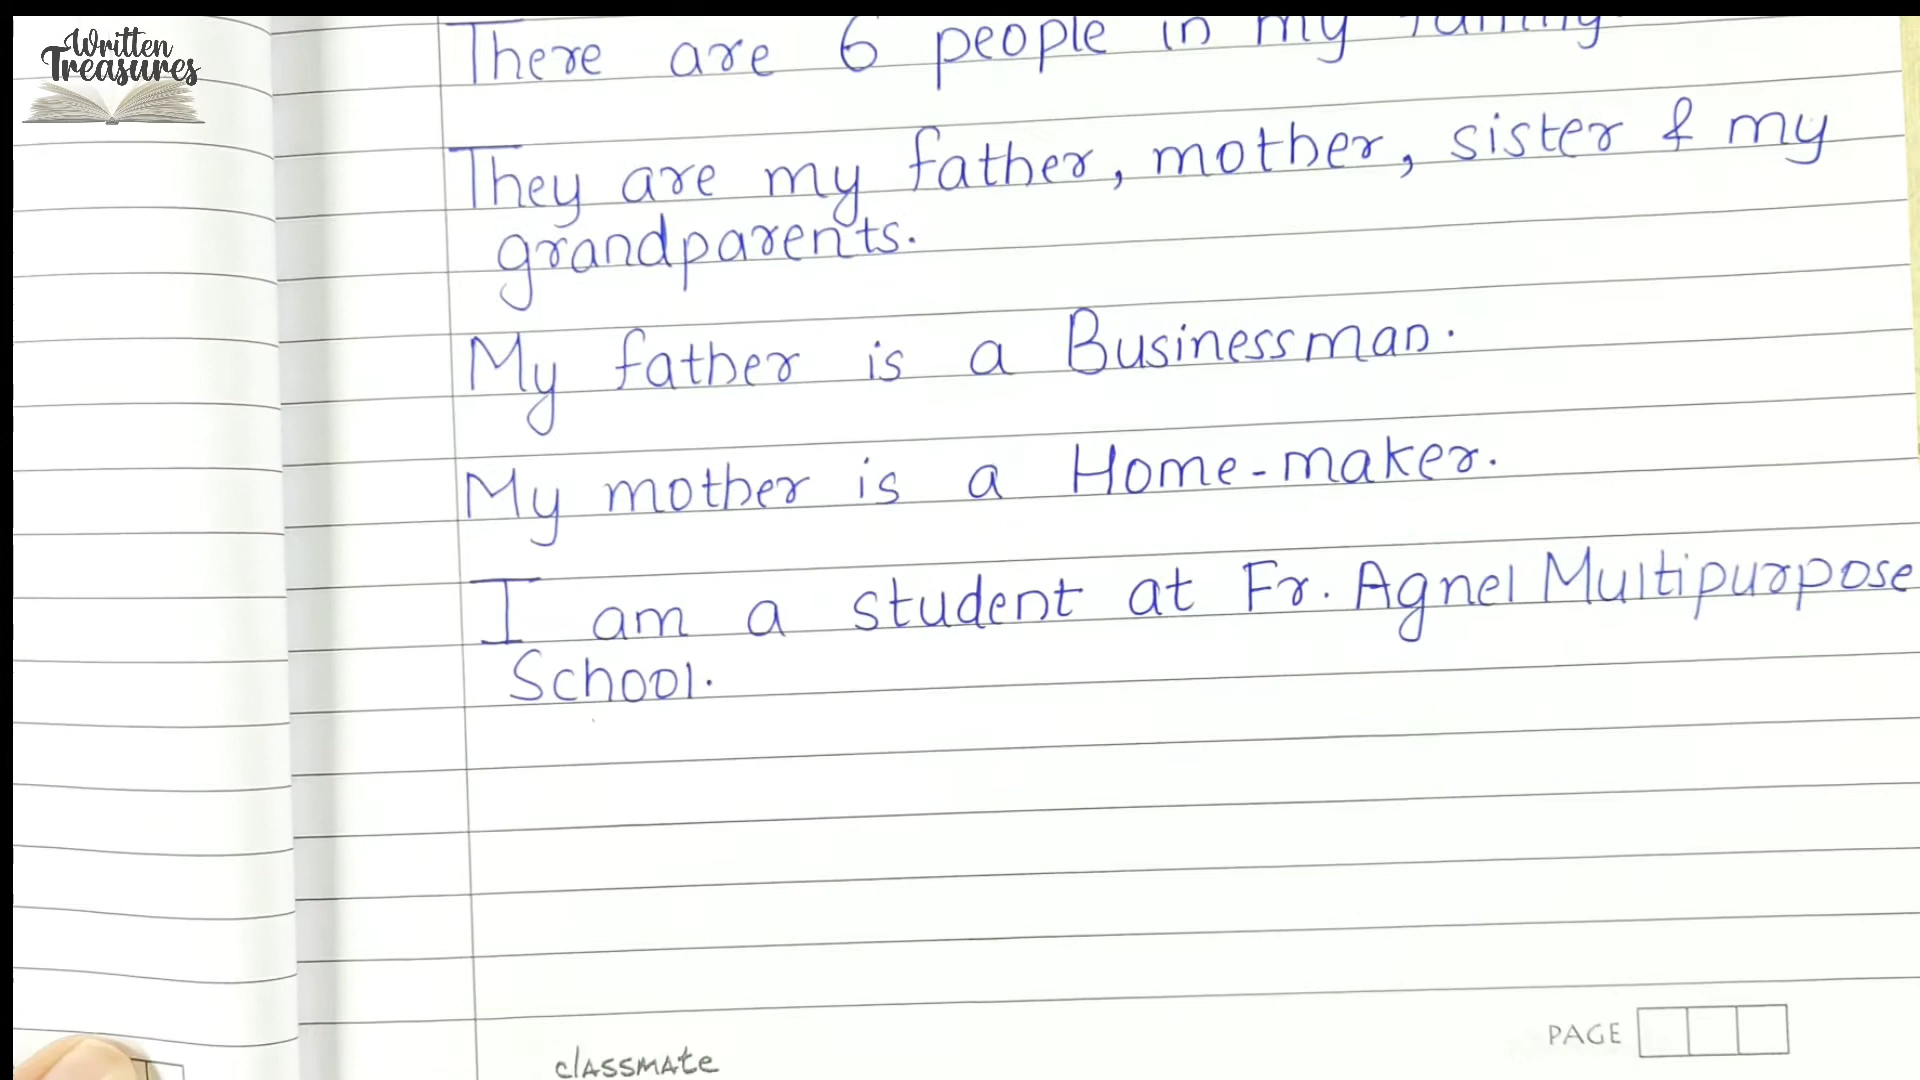 Written
Treasures
There are 6 people in my family
They are my father, mother, sister & my
grandparents.
My father is a Businessman.
My mother is a Home-maker.
I am a student at Fr. Agnel Multipurpose
School.
PAGE
classmate